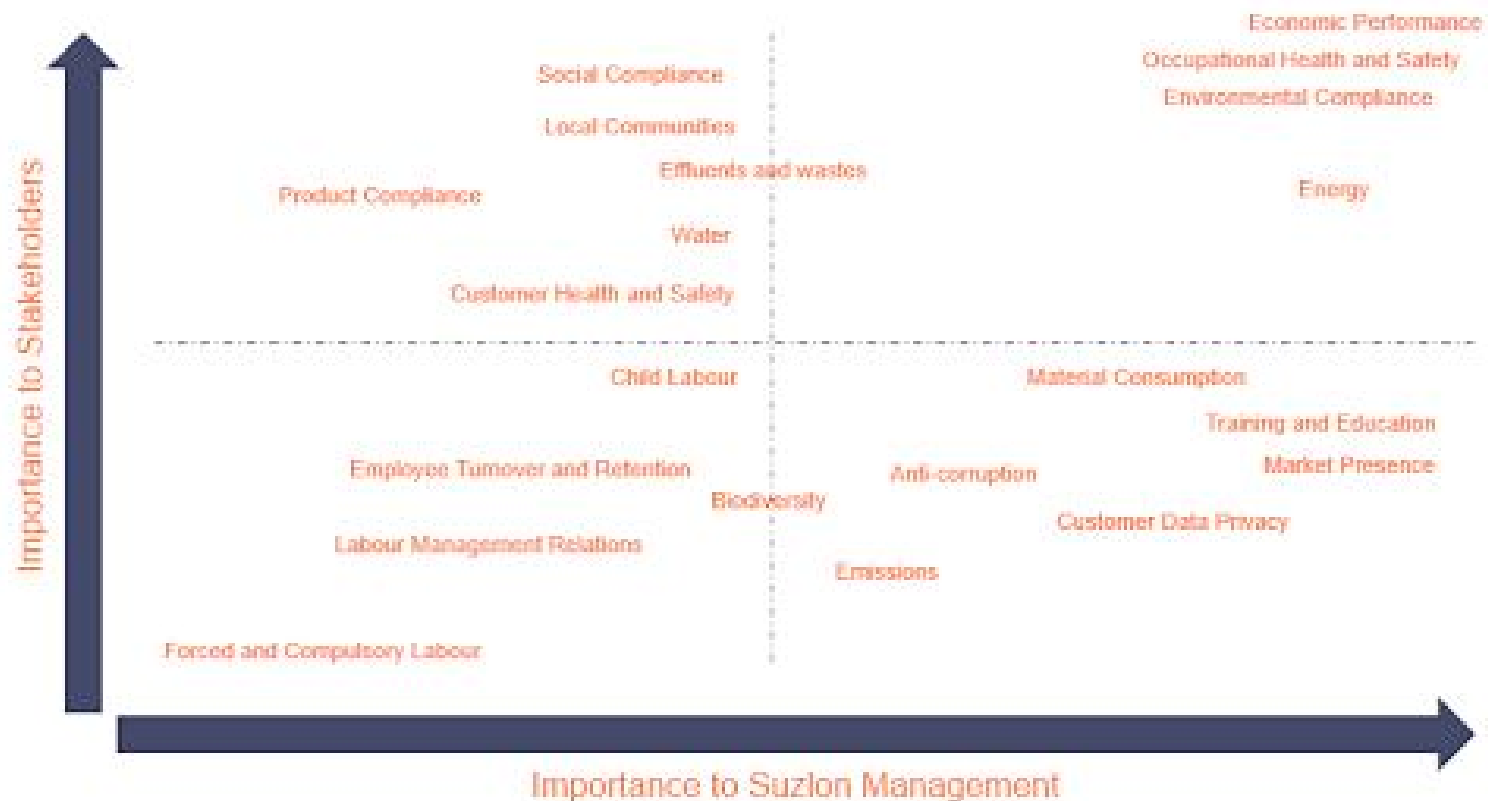 Economic Performance
Occupational Health and Safety
Social Compliance
Environmental Compliance
Local Communities
Effluents and wastes
Product Compliance
Energy
Water
Customer Health and Safety
Importance to Stakeholders
Child Labour
Material Consumption
Training and Education
Employee Turnover and Retention
Anti-corruption
Market Presence
Biodiversity
Customer Data Privacy
Labour Management Relations
Emissions
Forced and Compulsory Labour
Importance to Suzlon Management